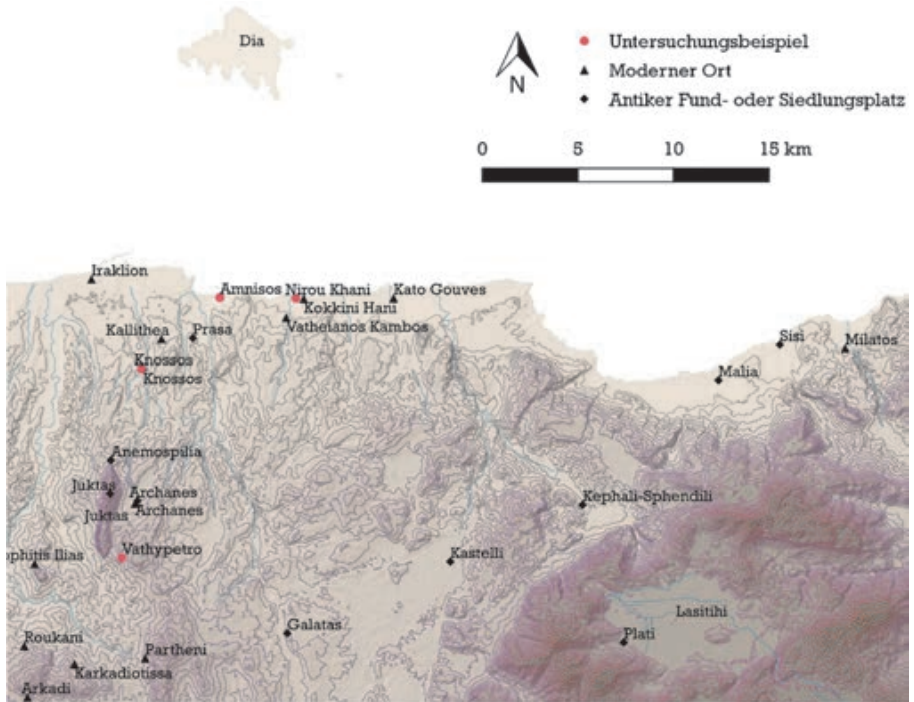 Dia
N
Untersuchungsbeispiel
Moderner Ort
Antiker Fund- oder Siedlungsplatz
0 5 10 15 km
Iraklion
Amnisos
Nirou Khani
Kato Gouves
Kokkini Hani
Vatheianos Kambos
Kallithea
Prasa
Knossos
Knossos
Sisi
Milatos
Malia
Anemospilia
Juktas
Archanes
Archanes
Juktas
Kephali-Sphendili
Vathypetro
ophitis Ilias
Kastelli
Lasitihi
Galatas
Plati
Roukani
Partheni
Karkadiotissa
Arkadi